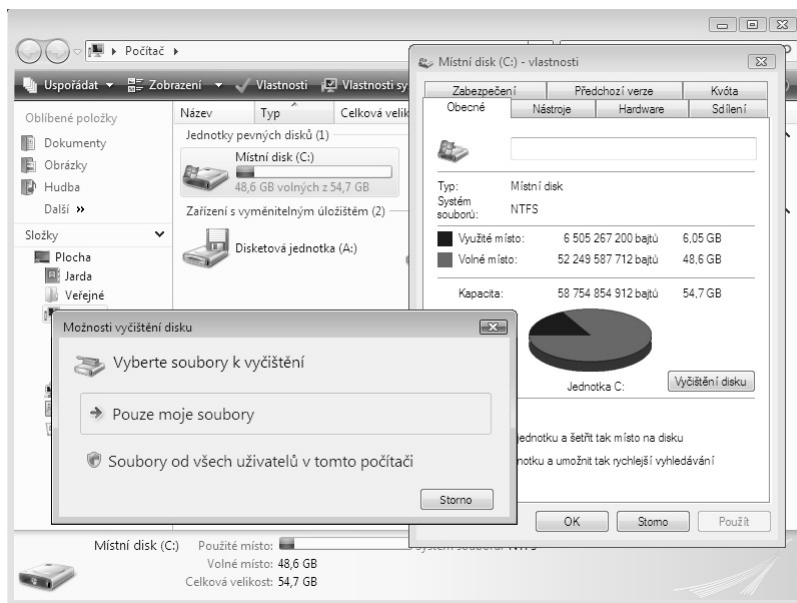 Počítač
Uspořádat
Zobrazení
Vlastnosti
Vlastnosti sy
Oblíbené položky
Dokumenty
Obrázky
Hudba
Další
Složky
Plocha
Jarda
Veřejné
Název Typ Celková velik
Jednotky pevných disků (1)
Místní disk (C:)
48,6 GB volných z 54,7 GB
Zařízení s vyměnitelným úložištěm (2)
Disketová jednotka (A:)
Místní disk (C:) - vlastnosti
Zabezpečení Předchozí verze Kvóta
Obecné Nástroje Hardware Sdílení
Typ: Místní disk
Systém
souborů: NTFS
Využité místo: 6 505 267 200 bajtů 6,05 GB
Volné místo: 52 249 587 712 bajtů 48,6 GB
Kapacita: 58 754 854 912 bajtů 54,7 GB
Jednotka C:
Vyčištění disku
jednotku a šetřit tak místo na disku
notku a umožnit tak rychlejší vyhledávání
OK Storno Použít
Možnosti vyčištění disku
Vyberte soubory k vyčištění
Pouze moje soubory
Soubory od všech uživatelů v tomto počítači
Storno
Místní disk (C:) Použité místo:
Volné místo: 48,6 GB
Celková velikost: 54,7 GB